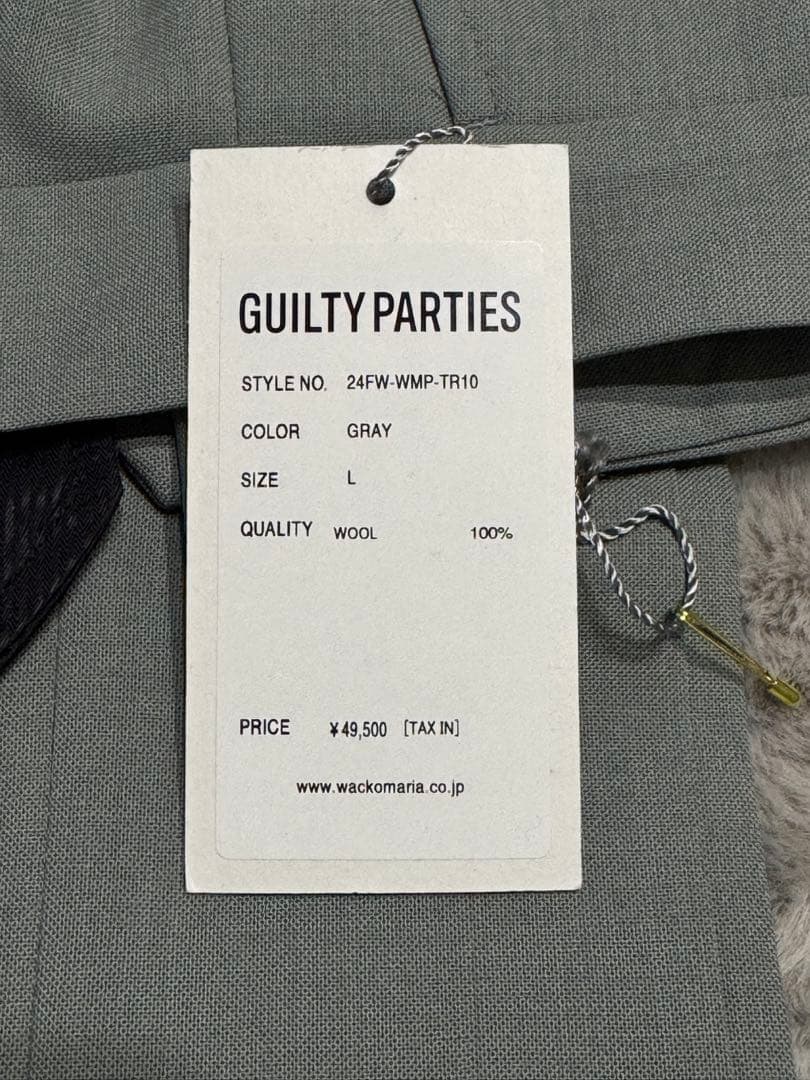 GUILTY PARTIES
STYLE NO. 24FW-WMP-TR10
COLOR GRAY
SIZE L
QUALITY WOOL 100%
PRICE ¥49,500 [TAX IN]
www.wackomaria.co.jp